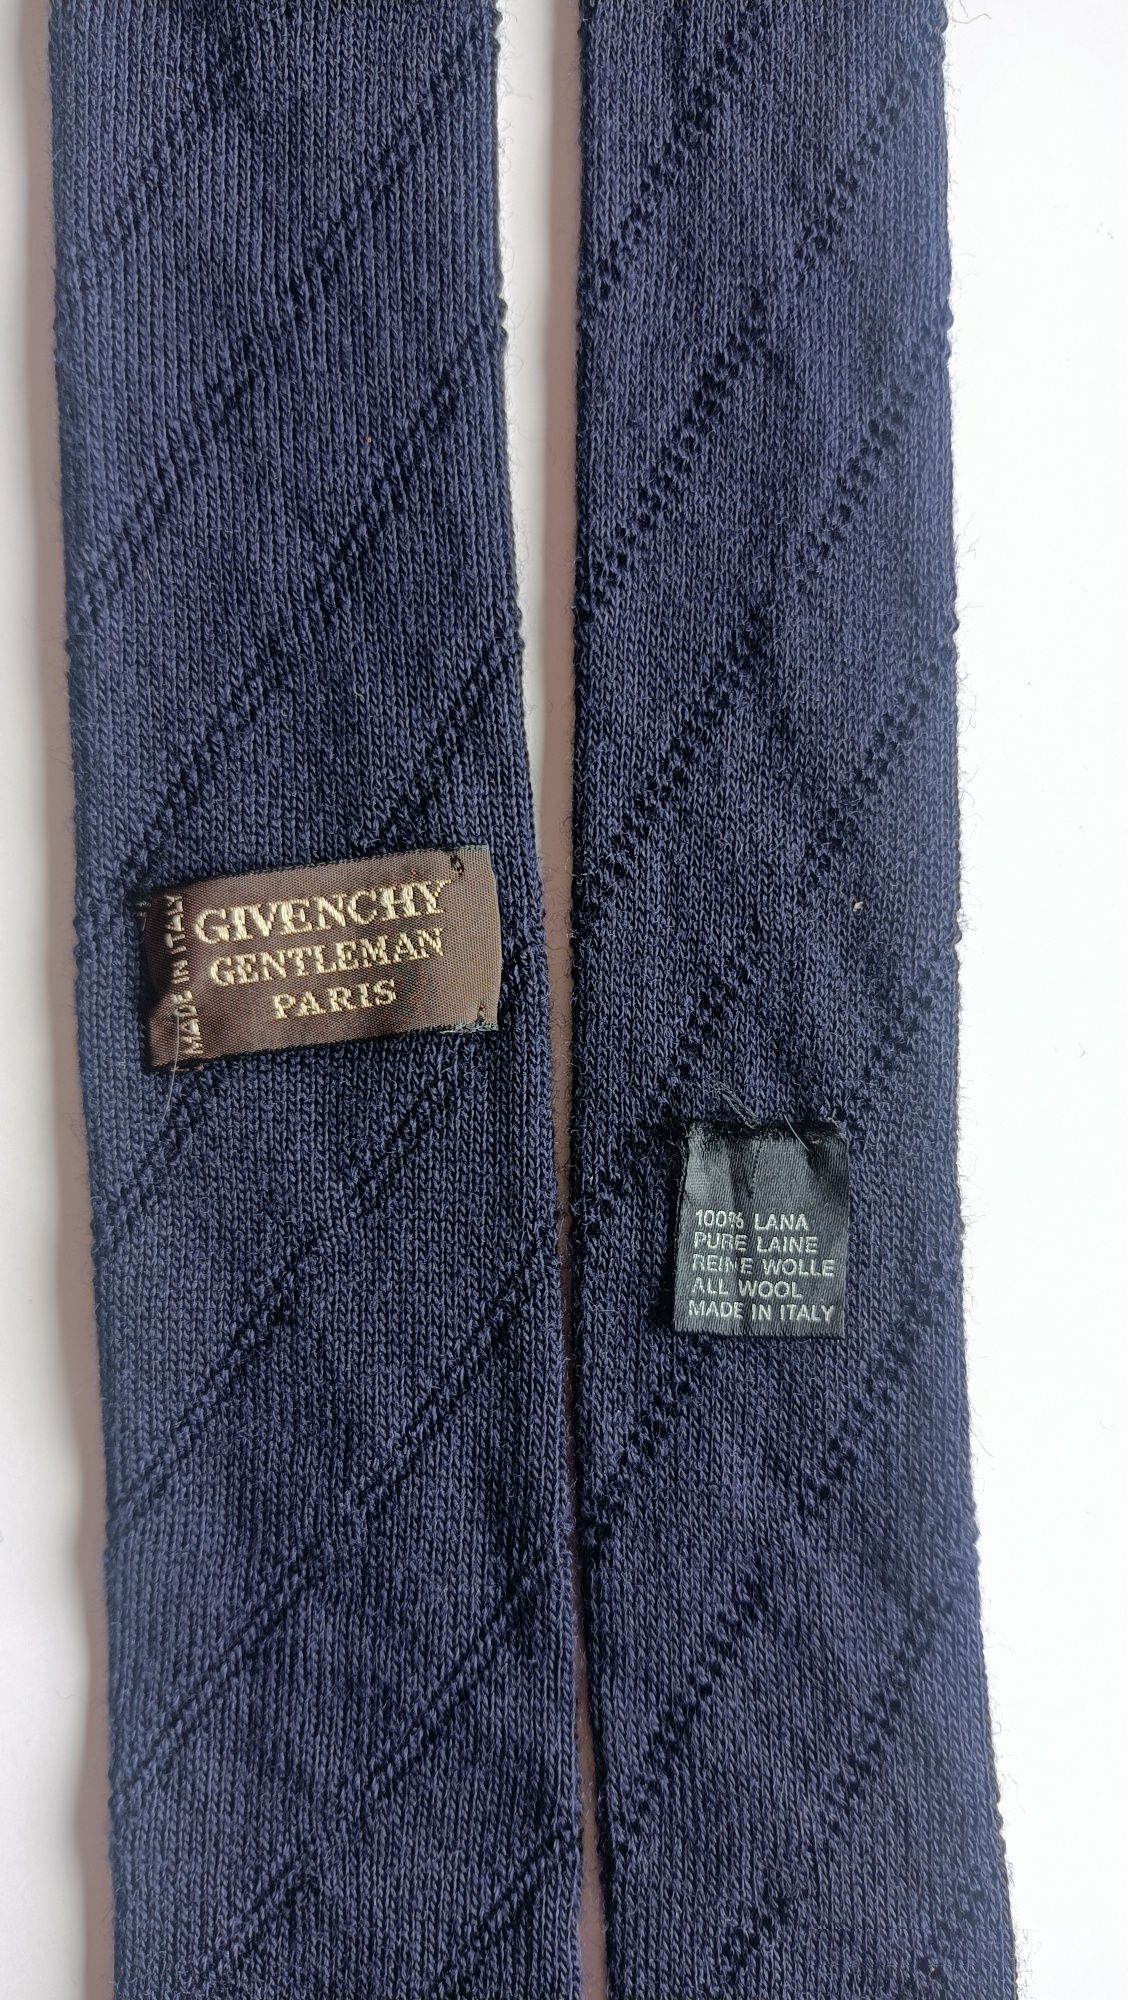 GIVENCHY
GENTLEMAN
PARIS
MADE IN ITALY
100% LANA
PURE LAINE
REINE WOLLE
ALL WOOL
MADE IN ITALY